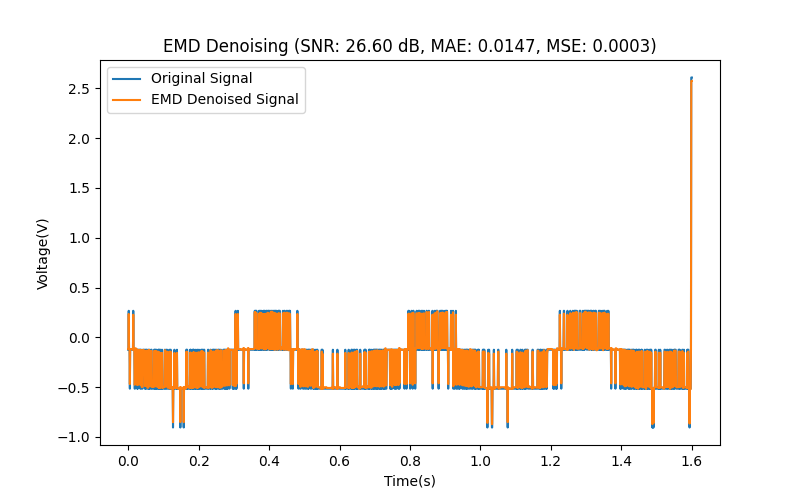 EMD Denoising (SNR: 26.60 dB, MAE: 0.0147, MSE: 0.0003)
Original Signal
EMD Denoised Signal
Voltage(V)
2.5
2.0
1.5
1.0
0.5
0.0
−0.5
−1.0
0.0 0.2 0.4 0.6 0.8 1.0 1.2 1.4 1.6
Time(s)